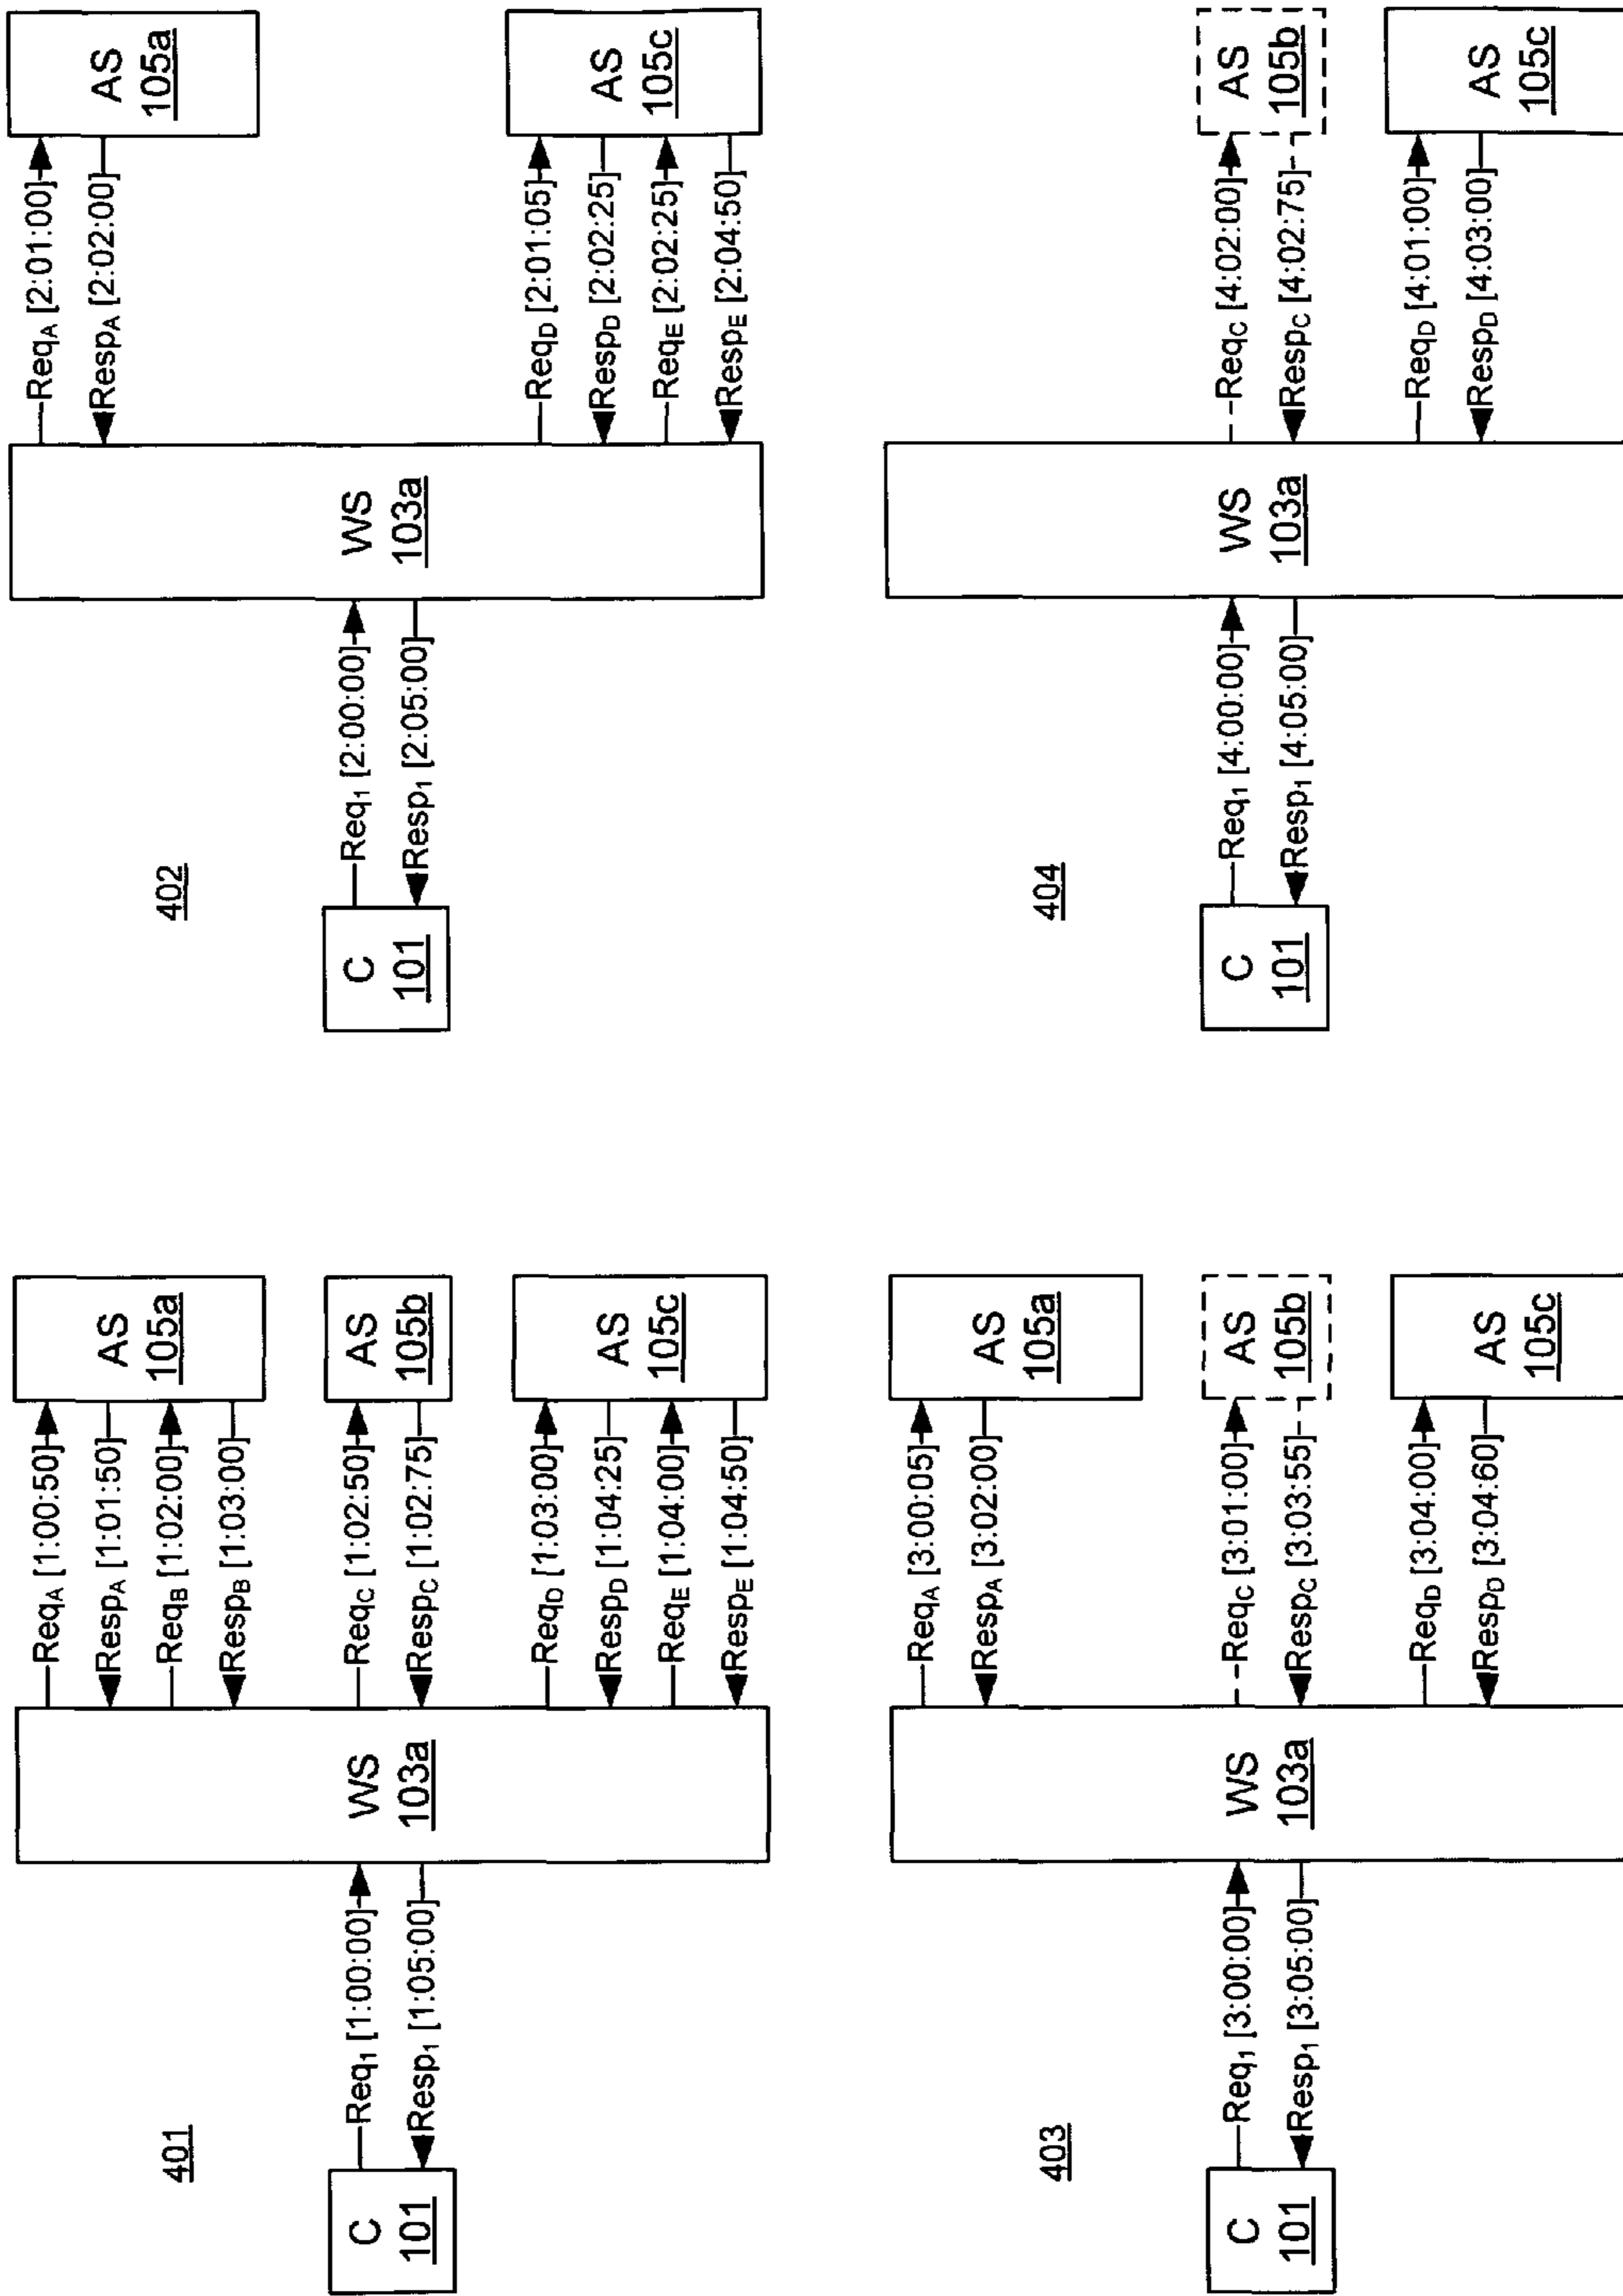 401
C
101
Req1 [1:00:00]
Resp1 [1:05:00]
WS
103a
ReqA [1:00:50]
RespA [1:01:50]
ReqB [1:02:00]
RespB [1:03:00]
ReqC [1:02:50]
RespC [1:02:75]
ReqD [1:03:00]
RespD [1:04:25]
ReqE [1:04:00]
RespE [1:04:50]
AS
105a
AS
105b
AS
105c
402
C
101
Req1 [2:00:00]
Resp1 [2:05:00]
WS
103a
ReqA [2:01:00]
RespA [2:02:00]
ReqD [2:01:05]
RespD [2:02:25]
ReqE [2:02:25]
RespE [2:04:50]
AS
105a
AS
105c
403
C
101
Req1 [3:00:00]
Resp1 [3:05:00]
WS
103a
ReqA [3:00:05]
RespA [3:02:00]
ReqC [3:01:00]
RespC [3:03:55]
ReqD [3:04:00]
RespD [3:04:60]
AS
105a
AS
105b
AS
105c
404
C
101
Req1 [4:00:00]
Resp1 [4:05:00]
WS
103a
ReqC [4:02:00]
RespC [4:02:75]
ReqD [4:01:00]
RespD [4:03:00]
AS
105b
AS
105c